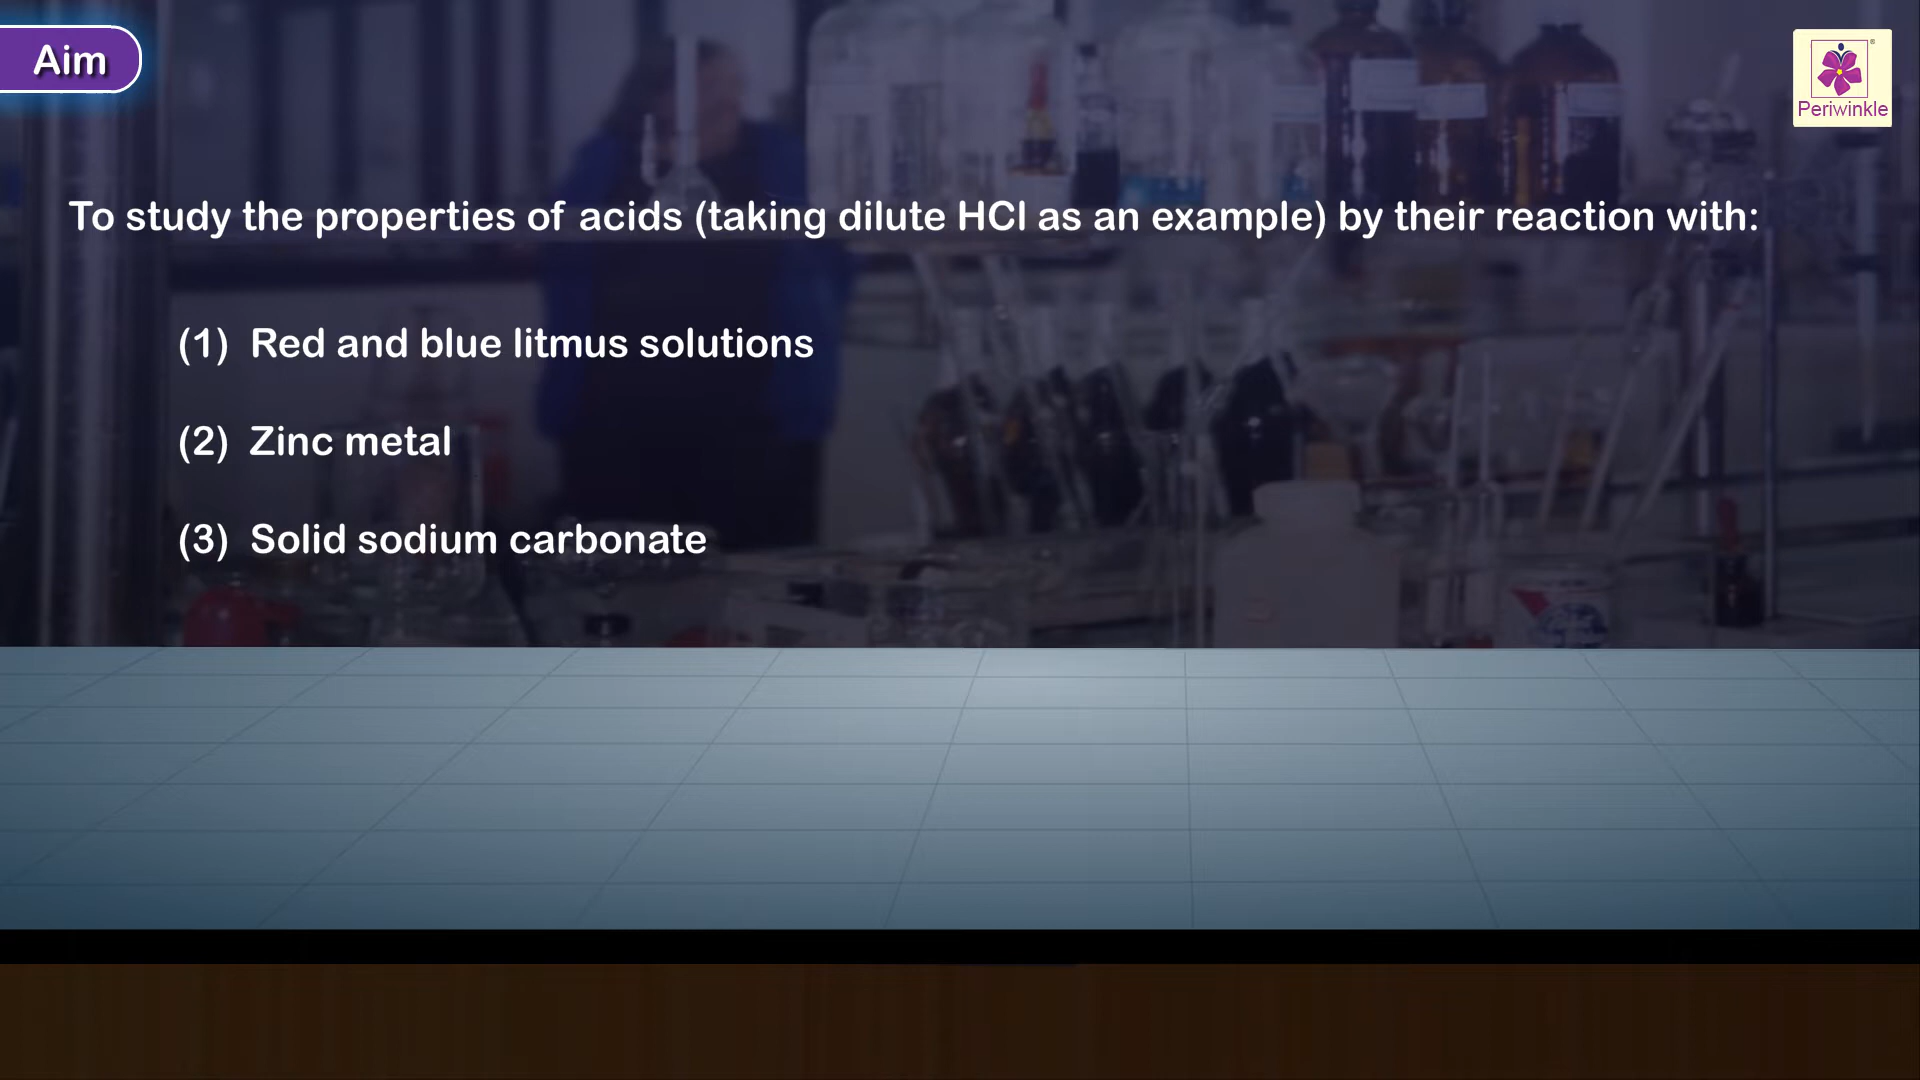 Aim
Periwinkle
To study the properties of acids (taking dilute HCl as an example) by their reaction with:
(1) Red and blue litmus solutions
(2) Zinc metal
(3) Solid sodium carbonate